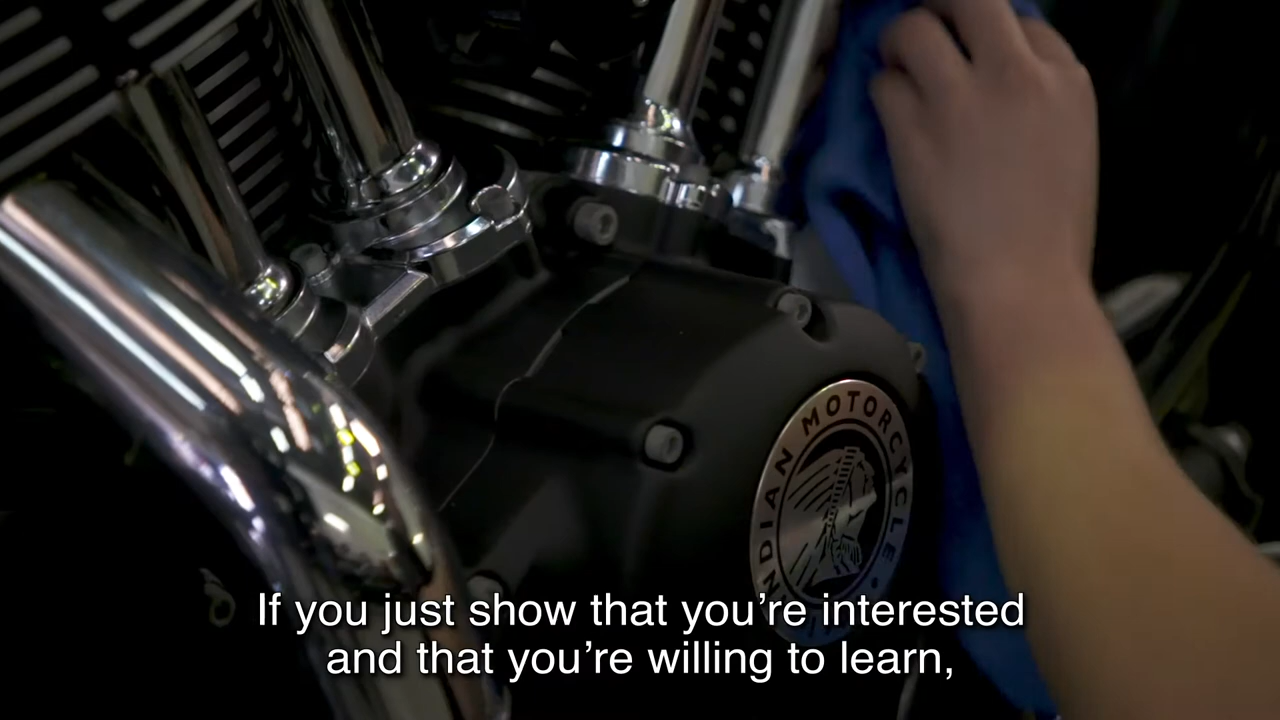 INDIAN MOTORCYCLE
If you just show that you’re interested
and that you’re willing to learn,